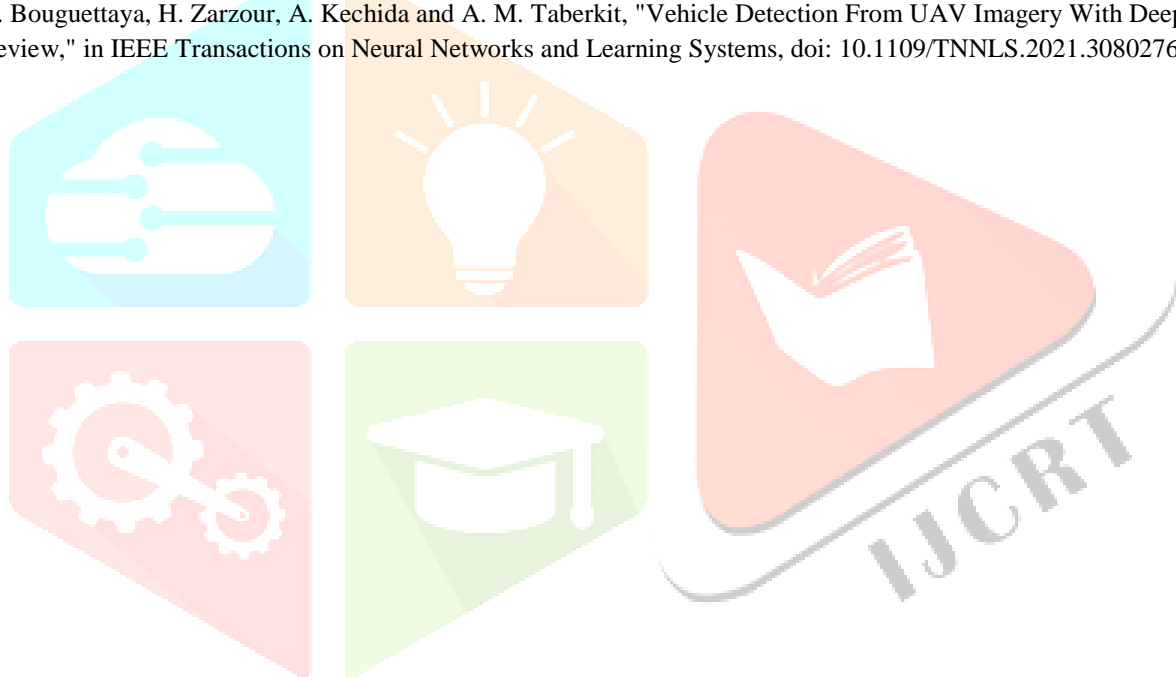 . Bouguettaya, H. Zarzour, A. Kechida and A. M. Taberkit, "Vehicle Detection From UAV Imagery With Deep
eview," in IEEE Transactions on Neural Networks and Learning Systems, doi: 10.1109/TNNLS.2021.3080276
IJCRT